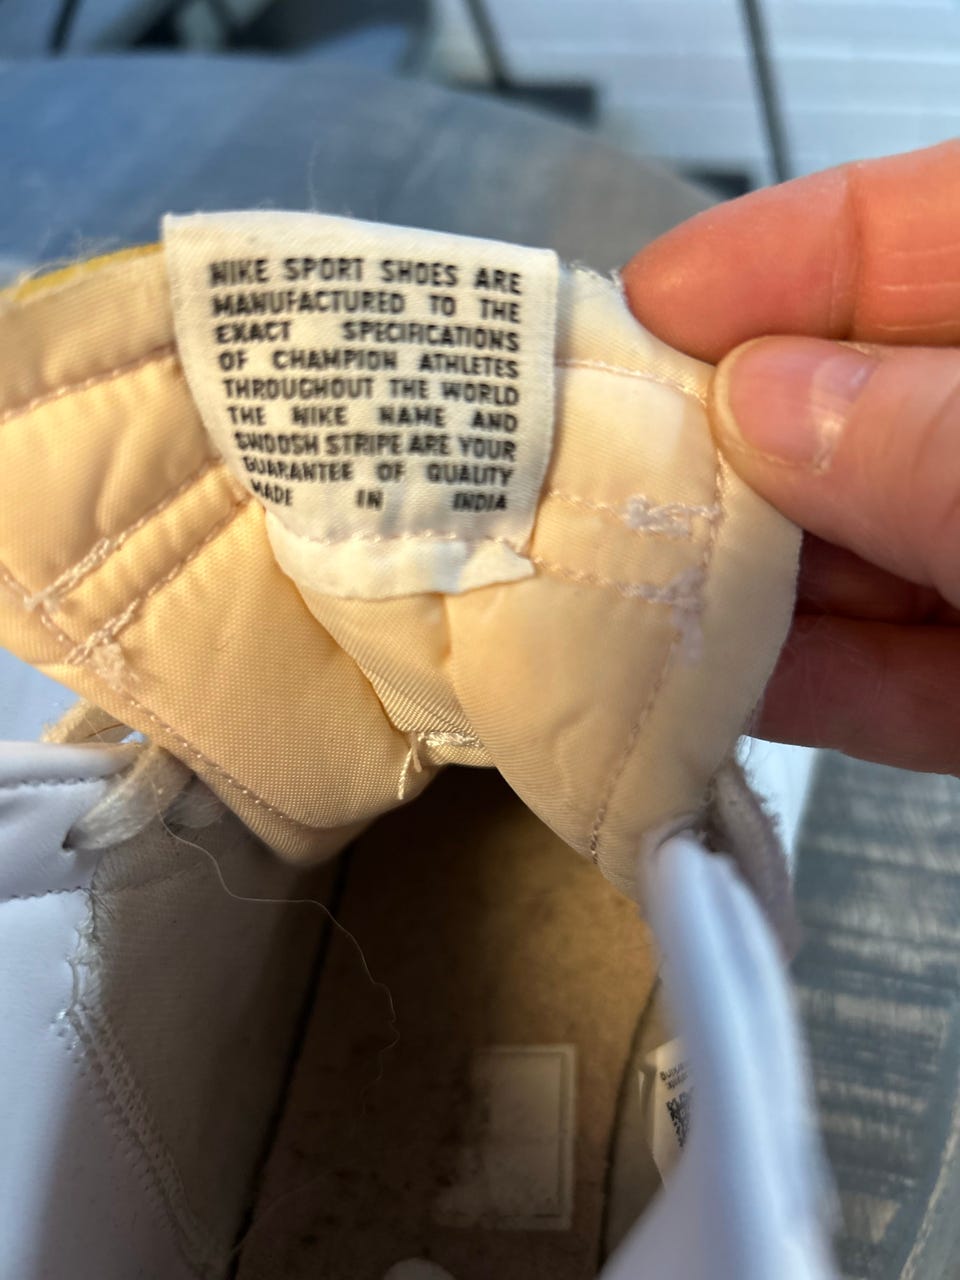 NIKE SPORT SHOES ARE
MANUFACTURED TO THE
EXACT SPECIFICATIONS
OF CHAMPION ATHLETES
THROUGHOUT THE WORLD
THE NIKE NAME AND
SWOOSH STRIPE ARE YOUR
GUARANTEE OF QUALITY
MADE IN INDIA